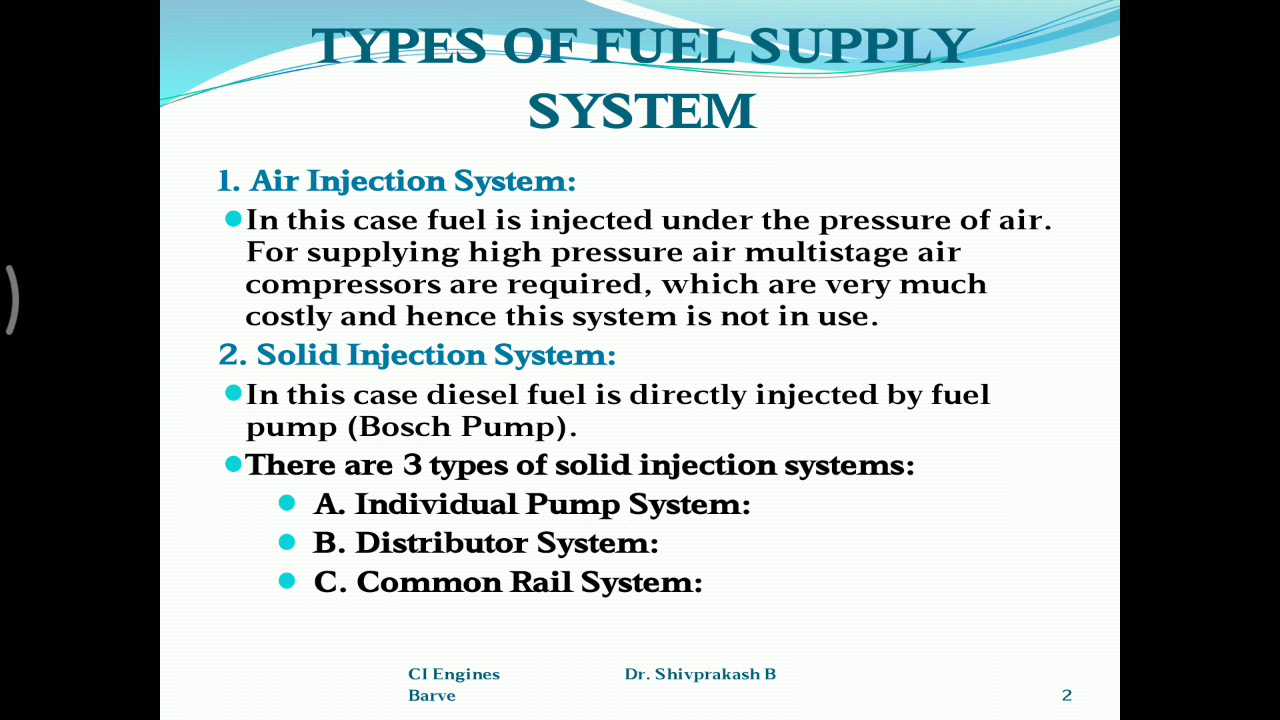 TYPES OF FUEL SUPPLY
SYSTEM
1. Air Injection System:
In this case fuel is injected under the pressure of air.
For supplying high pressure air multistage air
compressors are required, which are very much
costly and hence this system is not in use.
2. Solid Injection System:
In this case diesel fuel is directly injected by fuel
pump (Bosch Pump).
There are 3 types of solid injection systems:
A. Individual Pump System:
B. Distributor System:
C. Common Rail System:
CI Engines Dr. Shivprakash B
Barve 2